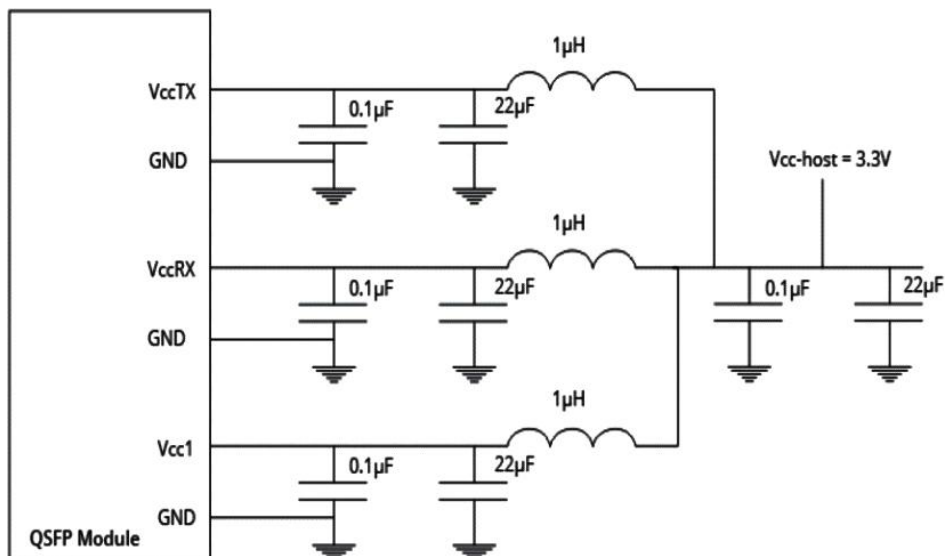 1μH
VccTX
0.1μF
22μF
GND
Vcc-host = 3.3V
1μH
VccRX
0.1μF
22μF
0.1μF
22μF
GND
1μH
Vcc1
0.1μF
22μF
GND
QSFP Module